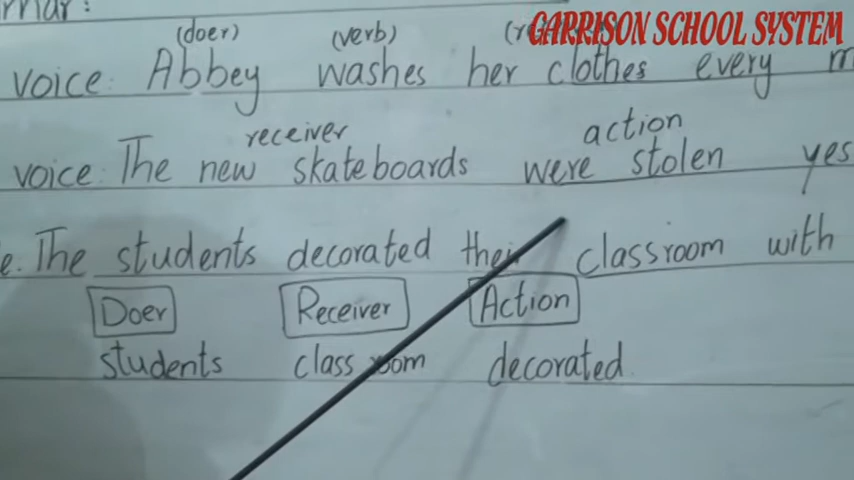 GARRISON SCHOOL SYSTEM
(doer) (verb)
voice: Abbey washes her clothes every
receiver action
voice: The new skateboards were stolen yes
e. The students decorated their classroom with
Doer Receiver Action
students classroom decorated